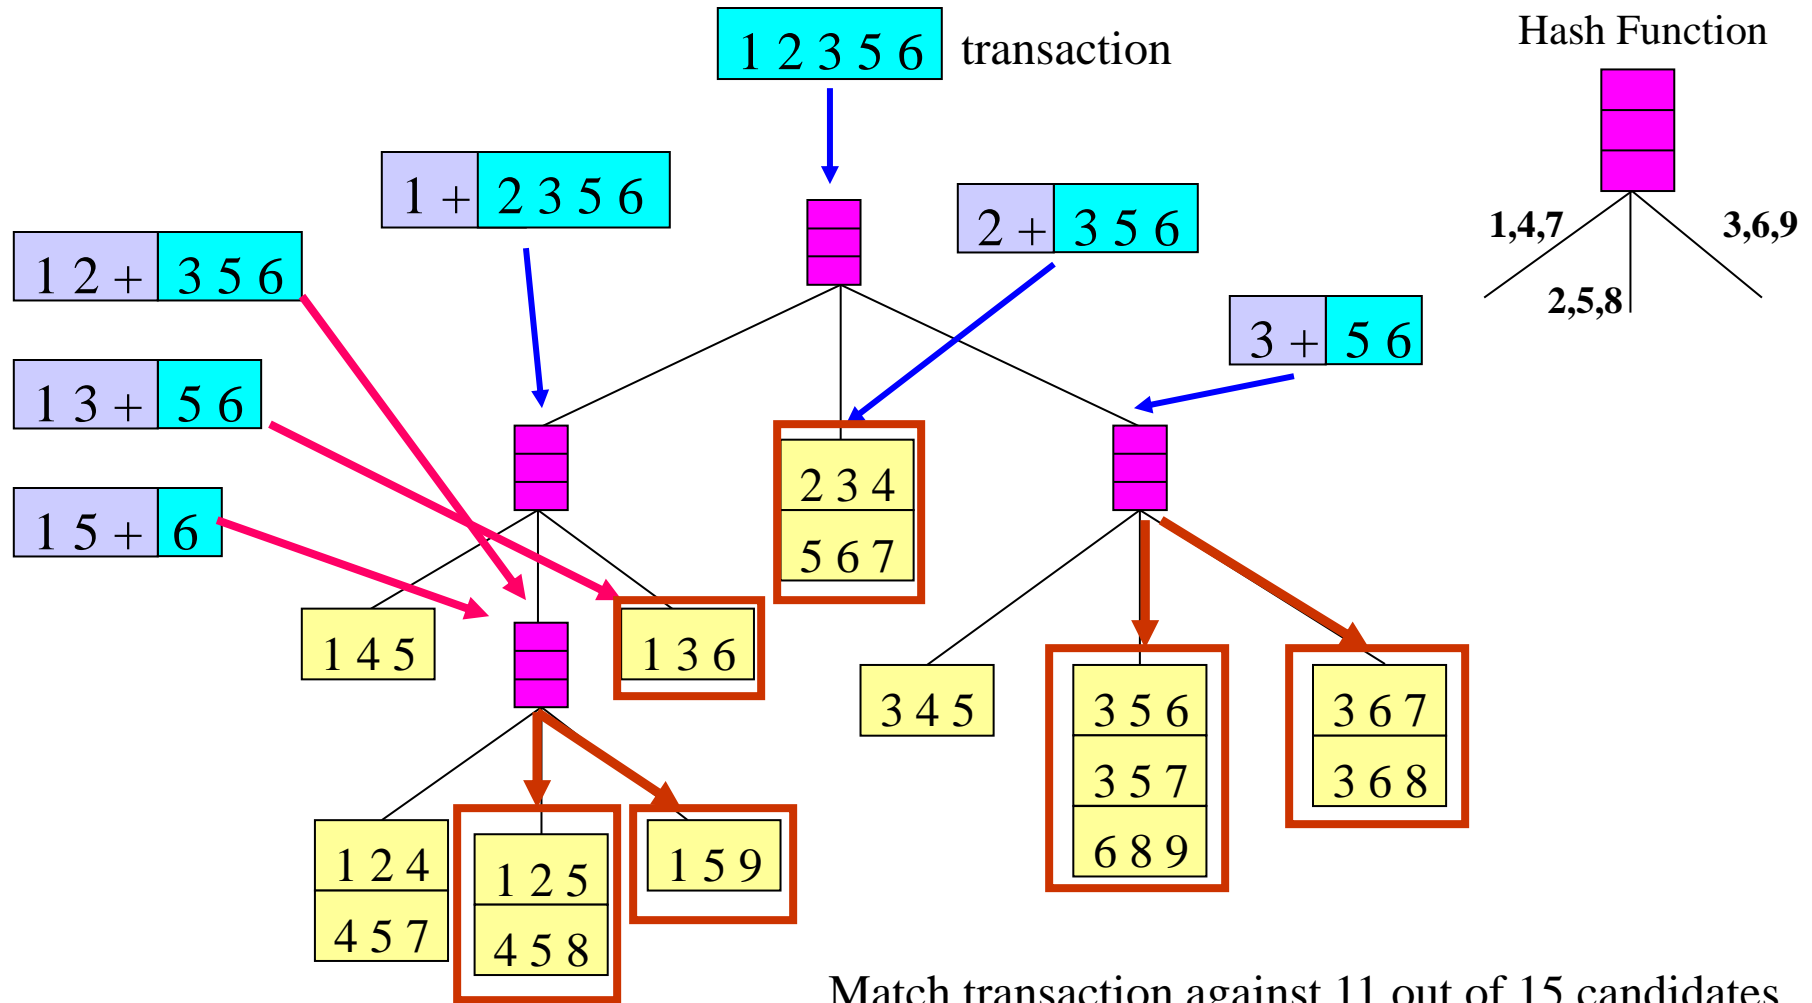 1 2 3 5 6 transaction
Hash Function
1,4,7
3,6,9
2,5,8
1 + 2 3 5 6
2 + 3 5 6
1 2 + 3 5 6
3 + 5 6
1 3 + 5 6
1 5 + 6
2 3 4
5 6 7
1 4 5
1 3 6
3 4 5
3 5 6
3 5 7
6 8 9
3 6 7
3 6 8
1 2 4
4 5 7
1 2 5
4 5 8
1 5 9
Match transaction against 11 out of 15 candidates